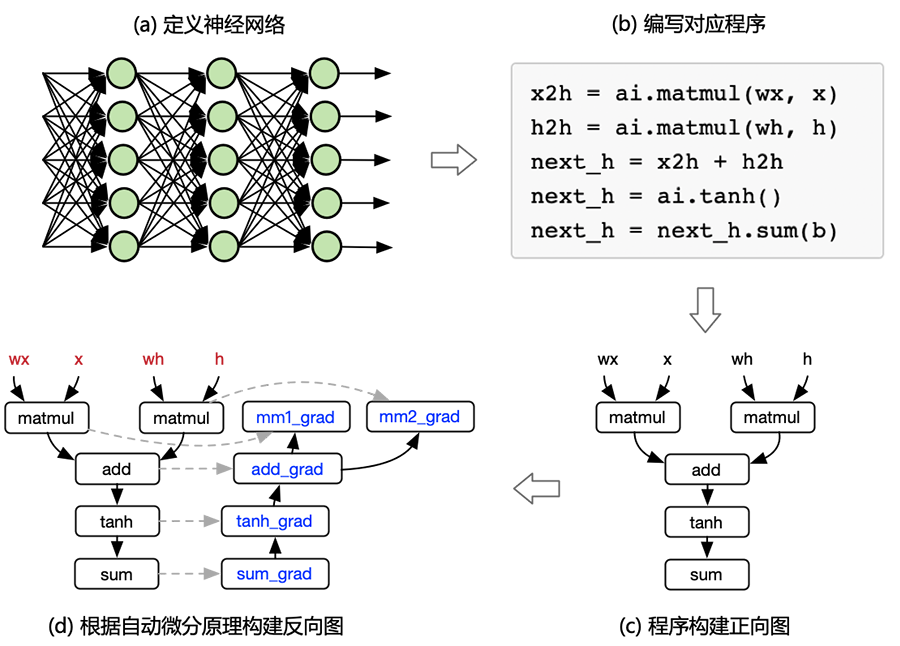 (a) 定义神经网络
(b) 编写对应程序
x2h = ai.matmul(wx, x)
h2h = ai.matmul(wh, h)
next_h = x2h + h2h
next_h = ai.tanh()
next_h = next_h.sum(b)
wx x wh h
matmul matmul mm1_grad mm2_grad
add add_grad
tanh tanh_grad
sum sum_grad
(d) 根据自动微分原理构建反向图
wx x wh h
matmul matmul
add
tanh
sum
(c) 程序构建正向图